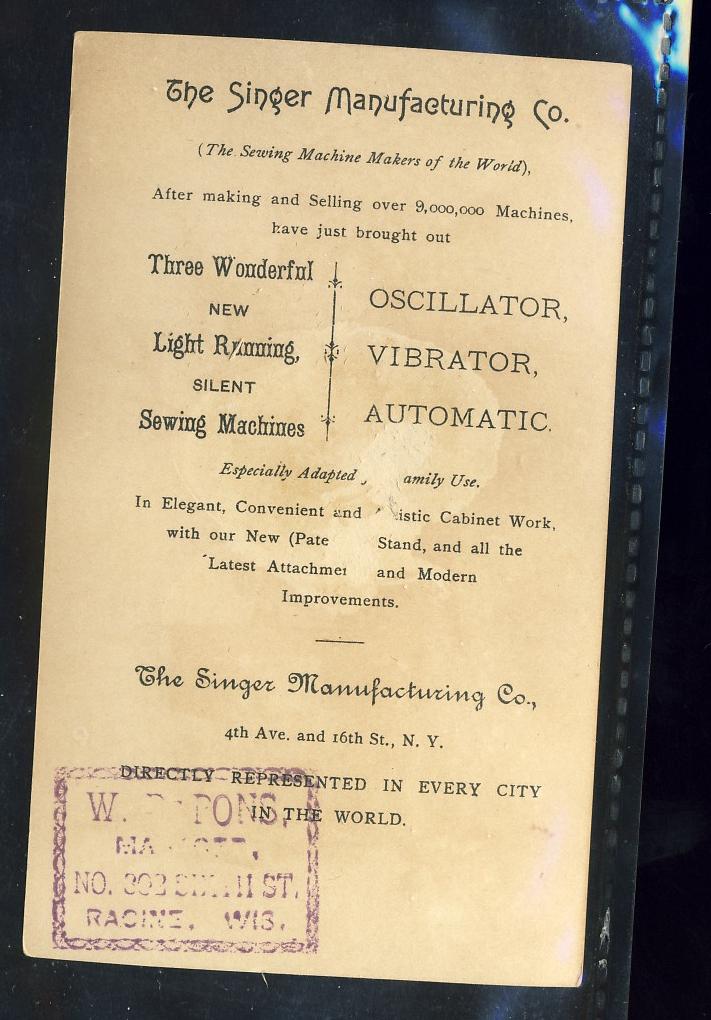 The Singer Manufacturing Co.
(The Sewing Machine Makers of the World),
After making and Selling over 9,000,000 Machines,
have just brought out
Three Wonderful
NEW
Light Running,
SILENT
Sewing Machines
OSCILLATOR,
VIBRATOR,
AUTOMATIC.
Especially Adapted amily Use.
In Elegant, Convenient and istic Cabinet Work,
with our New (Pate Stand, and all the
Latest Attachme and Modern
Improvements.
The Singer Manufacturing Co.,
4th Ave. and 16th St., N. Y.
DIRECTLY REPRESENTED IN EVERY CITY
IN THE WORLD.
W. PONS,
NO. 302 ST.
RACINE, WIS.